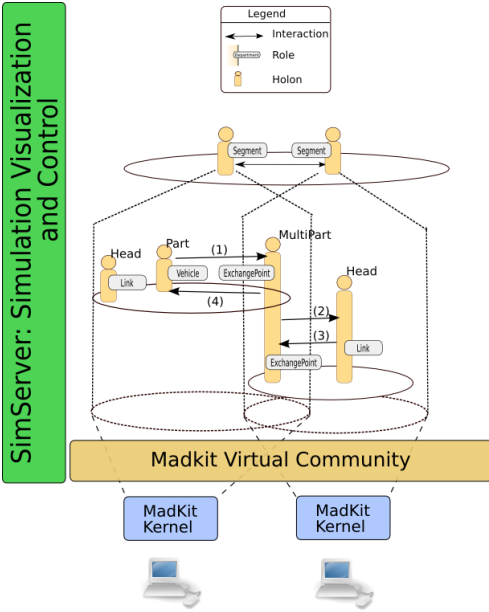 Legend
Interaction
Department
Role
Holon
SimServer: Simulation Visualization
and Control
Segment
Segment
MultiPart
Part
Head
(1)
Head
Link
Vehicle
ExchangePoint
(4)
(2)
(3)
Link
ExchangePoint
Madkit Virtual Community
MadKit
Kernel
MadKit
Kernel